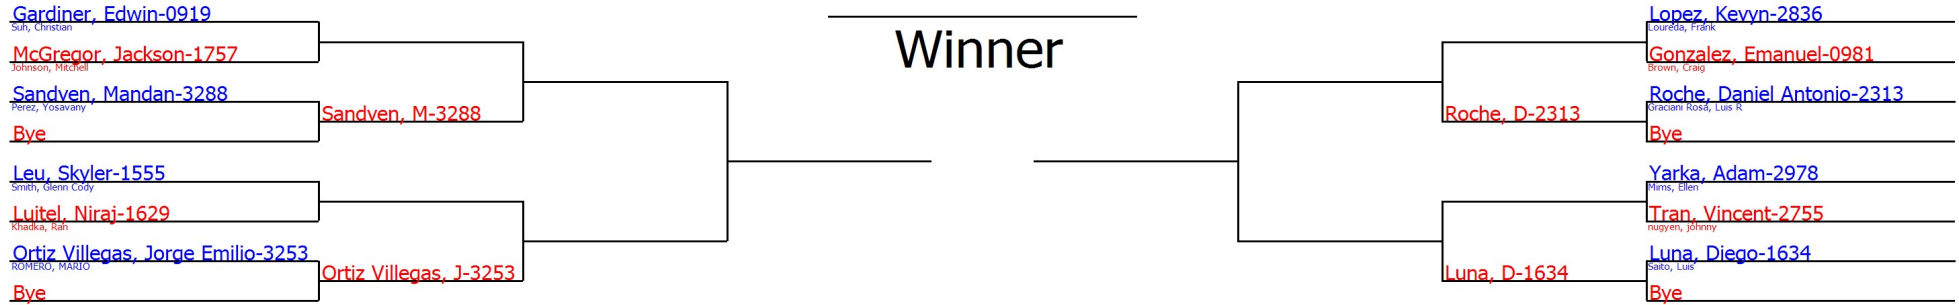 Gardiner, Edwin-0919
Suh, Christian
McGregor, Jackson-1757
Johnson, Mitchell
Sandven, Mandan-3288
Perez, Yosavany
Bye
Sandven, M-3288
Leu, Skyler-1555
Smith, Glenn Cody
Luitel, Niraj-1629
Khadka, Ran
Ortiz Villegas, Jorge Emilio-3253
ROMERO, MARIO
Bye
Ortiz Villegas, J-3253
Winner
Lopez, Kevyn-2836
Loureda, Frank
Gonzalez, Emanuel-0981
Brown, Craig
Roche, Daniel Antonio-2313
Graciani Rosa, Luis R
Bye
Roche, D-2313
Yarka, Adam-2978
Mims, Ellen
Tran, Vincent-2755
nugyen, johnny
Luna, Diego-1634
Saito, Luis
Bye
Luna, D-1634